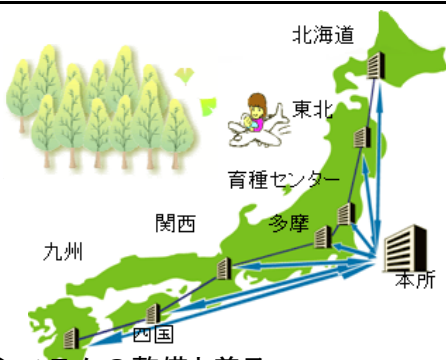 北海道
東北
育種センター
関西
多摩
九州
本所
四国